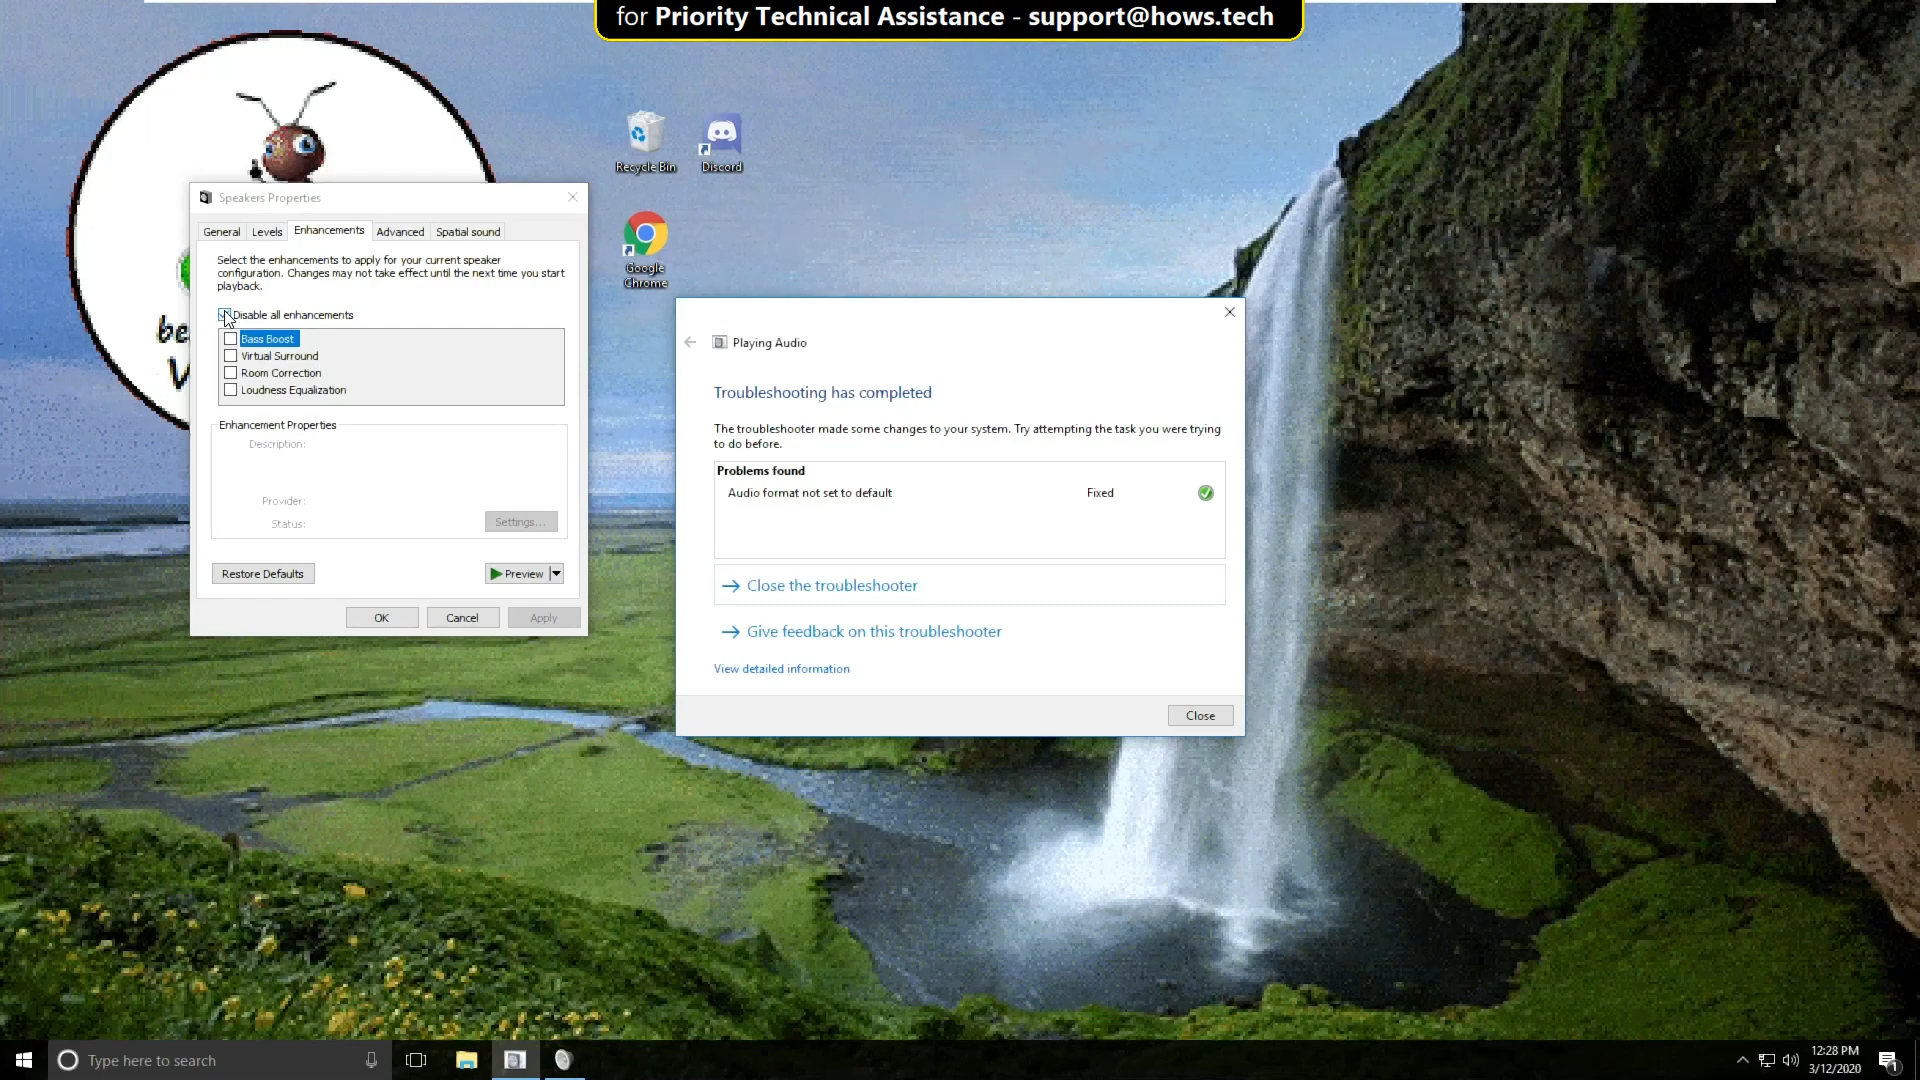 for Priority Technical Assistance - support@hows.tech
Recycle Bin
Discord
Google
Chrome
be
V
Speakers Properties
General
Levels
Enhancements
Advanced
Spatial sound
Select the enhancements to apply for your current speaker
configuration. Changes may not take effect until the next time you start
playback.
Disable all enhancements
Bass Boost
Virtual Surround
Room Correction
Loudness Equalization
Enhancement Properties
Description:
Provider:
Status:
Settings...
Restore Defaults
Preview
OK
Cancel
Apply
Playing Audio
Troubleshooting has completed
The troubleshooter made some changes to your system. Try attempting the task you were trying
to do before.
Problems found
Audio format not set to default
Fixed
Close the troubleshooter
Give feedback on this troubleshooter
View detailed information
Close
Type here to search
12:28 PM
3/12/2020
1